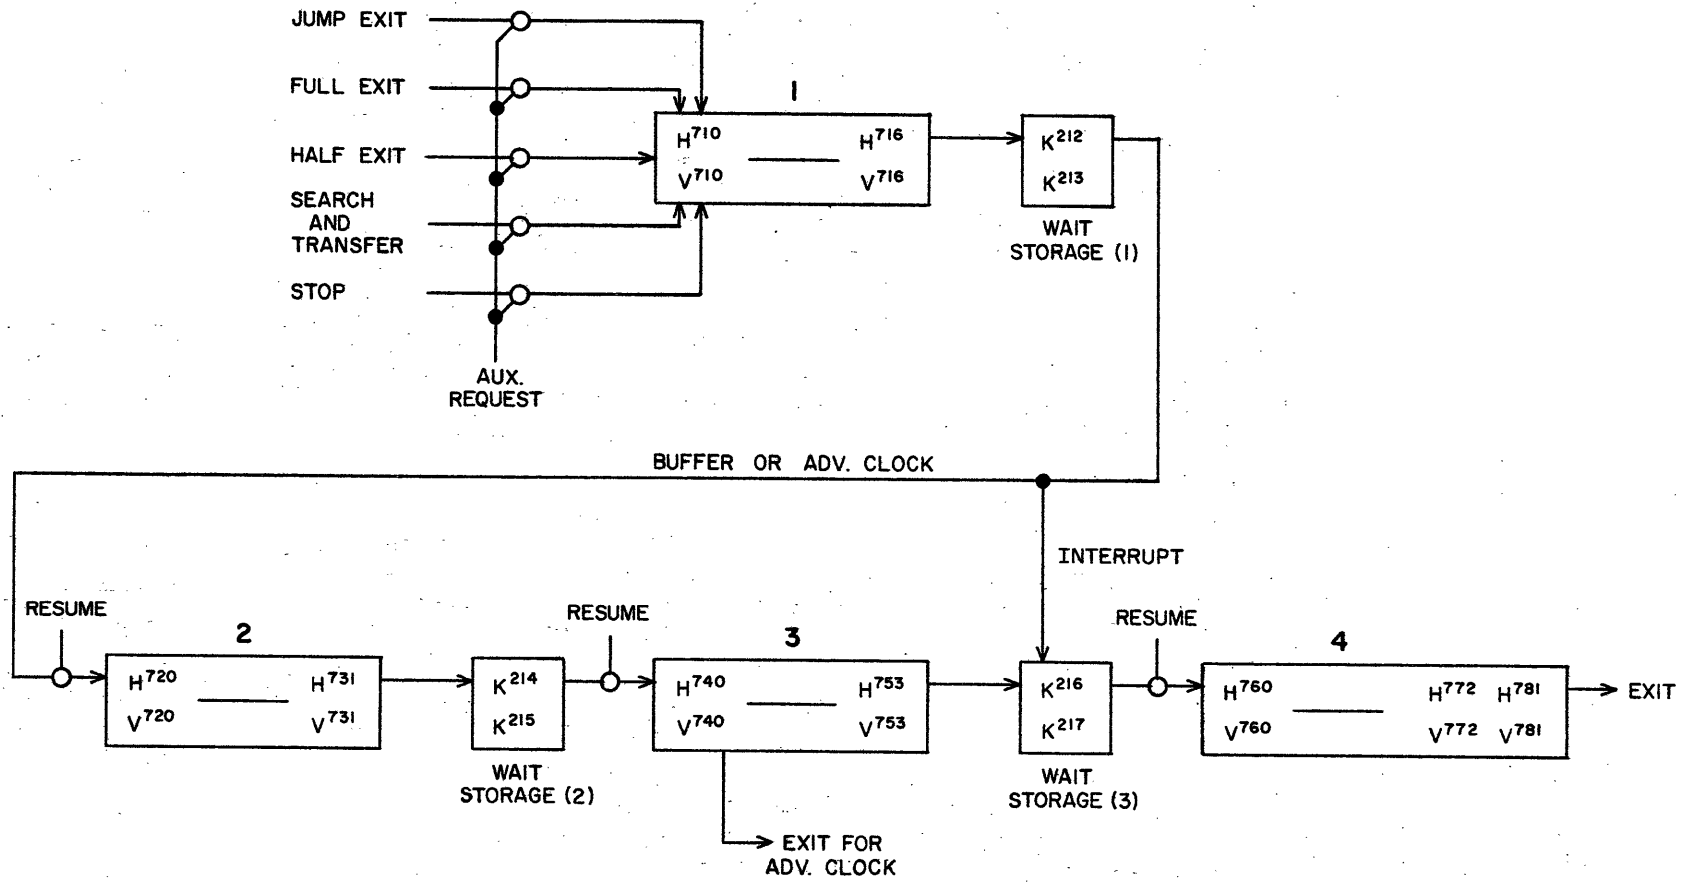 JUMP EXIT
FULL EXIT
HALF EXIT
SEARCH
AND
TRANSFER
STOP
AUX.
REQUEST
1
H710 H716
V710 V716
K212
K213
WAIT
STORAGE (1)
BUFFER OR ADV. CLOCK
INTERRUPT
RESUME
2
H720 H731
V720 V731
K214
K215
WAIT
STORAGE (2)
RESUME
3
H740 H753
V740 V753
EXIT FOR
ADV. CLOCK
K216
K217
WAIT
STORAGE (3)
RESUME
4
H760 H772 H781
V760 V772 V781
EXIT